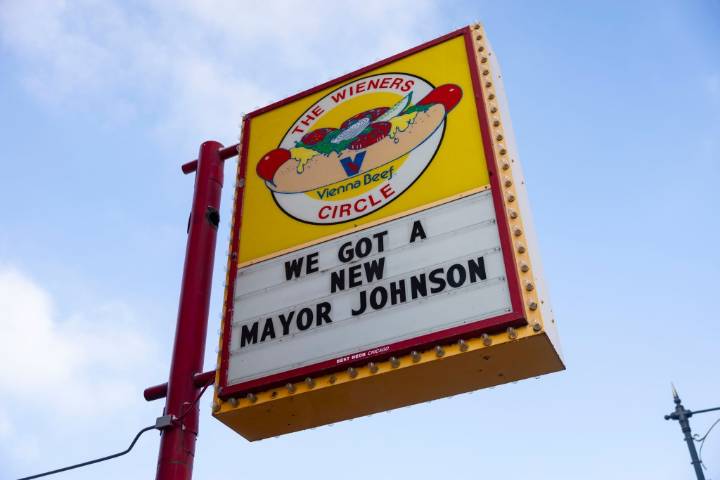 THE WIENERS
V
Vienna Beef
CIRCLE
WE GOT A
NEW
MAYOR JOHNSON